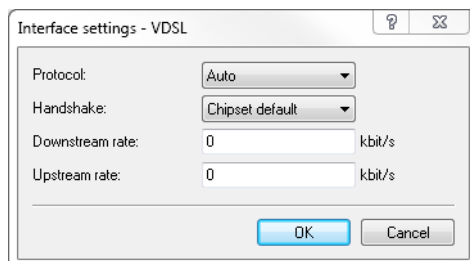 Interface settings - VDSL
Protocol: Auto
Handshake: Chipset default
Downstream rate: 0 kbit/s
Upstream rate: 0 kbit/s
OK Cancel